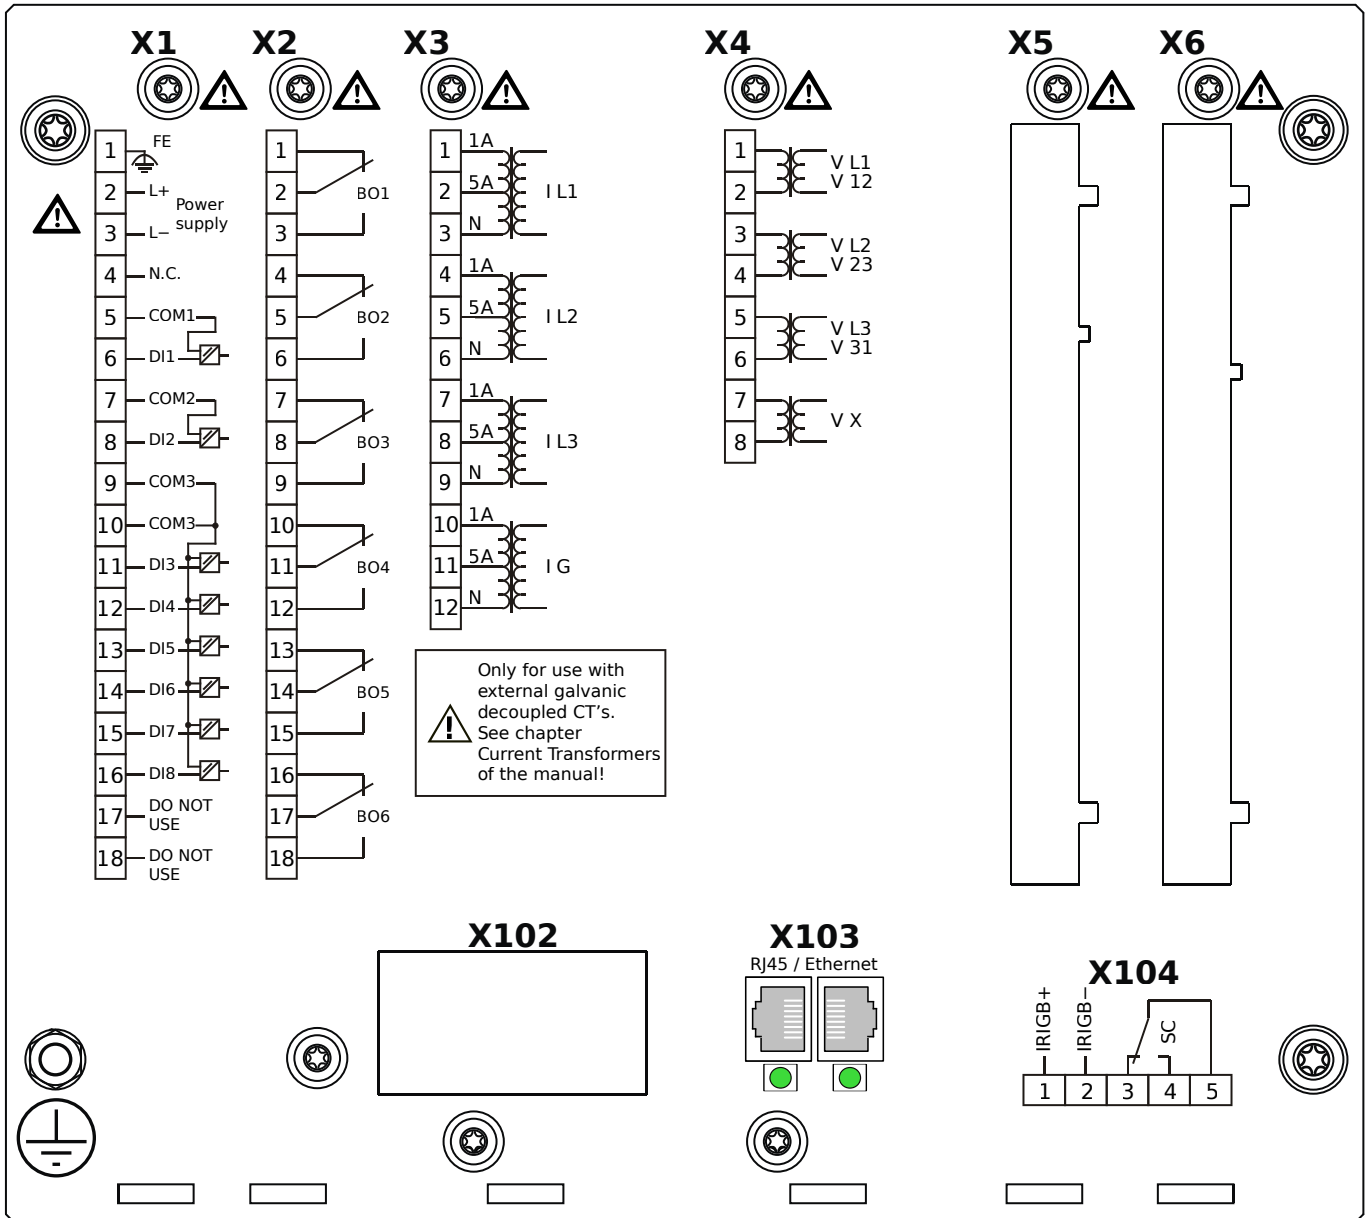 X1
X2
X3
X4
X5
X6
1
FE
2
L+
Power
supply
3
L−
4
N.C.
5
COM1
6
DI1
7
COM2
8
DI2
9
COM3
10
COM3
11
DI3
12
DI4
13
DI5
14
DI6
15
DI7
16
DI8
17
DO NOT
USE
18
DO NOT
USE
1
2
BO1
3
4
5
BO2
6
7
8
BO3
9
10
11
BO4
12
13
14
BO5
15
16
17
BO6
18
1
1A
2
5A
I L1
3
N
4
1A
5
5A
I L2
6
N
7
1A
8
5A
I L3
9
N
10
1A
11
5A
I G
12
N
Only for use with
external galvanic
decoupled CT's.
See chapter
Current Transformers
of the manual!
1
V L1
2
V 12
3
V L2
4
V 23
5
V L3
6
V 31
7
V X
8
X102
X103
RJ45 / Ethernet
X104
IRIGB+
IRIGB−
SC
1
2
3
4
5